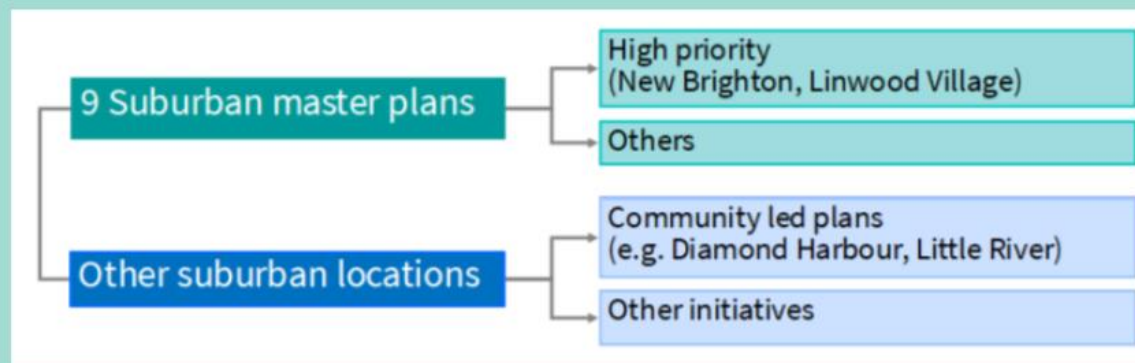 9 Suburban master plans
High priority
(New Brighton, Linwood Village)
Others
Other suburban locations
Community led plans
(e.g. Diamond Harbour, Little River)
Other initiatives